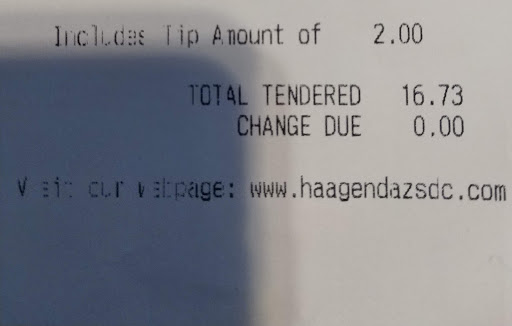 Includes Tip Amount of 2.00
TOTAL TENDERED 16.73
CHANGE DUE 0.00
Visit our webpage: www.haagendazsdc.com